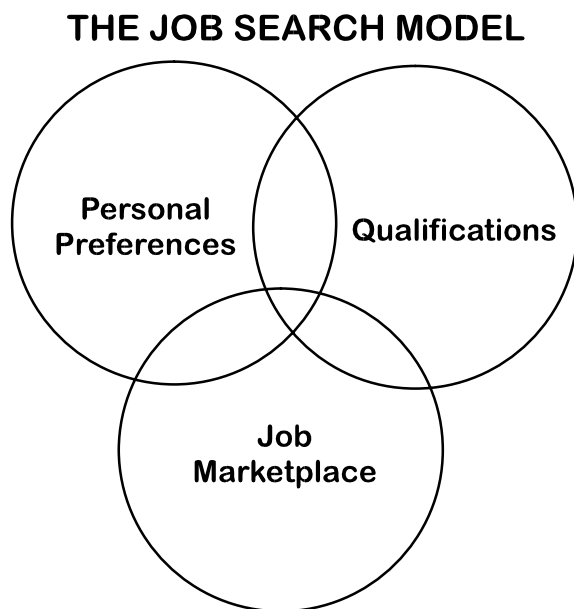 THE JOB SEARCH MODEL
Personal
Preferences
Qualifications
Job
Marketplace